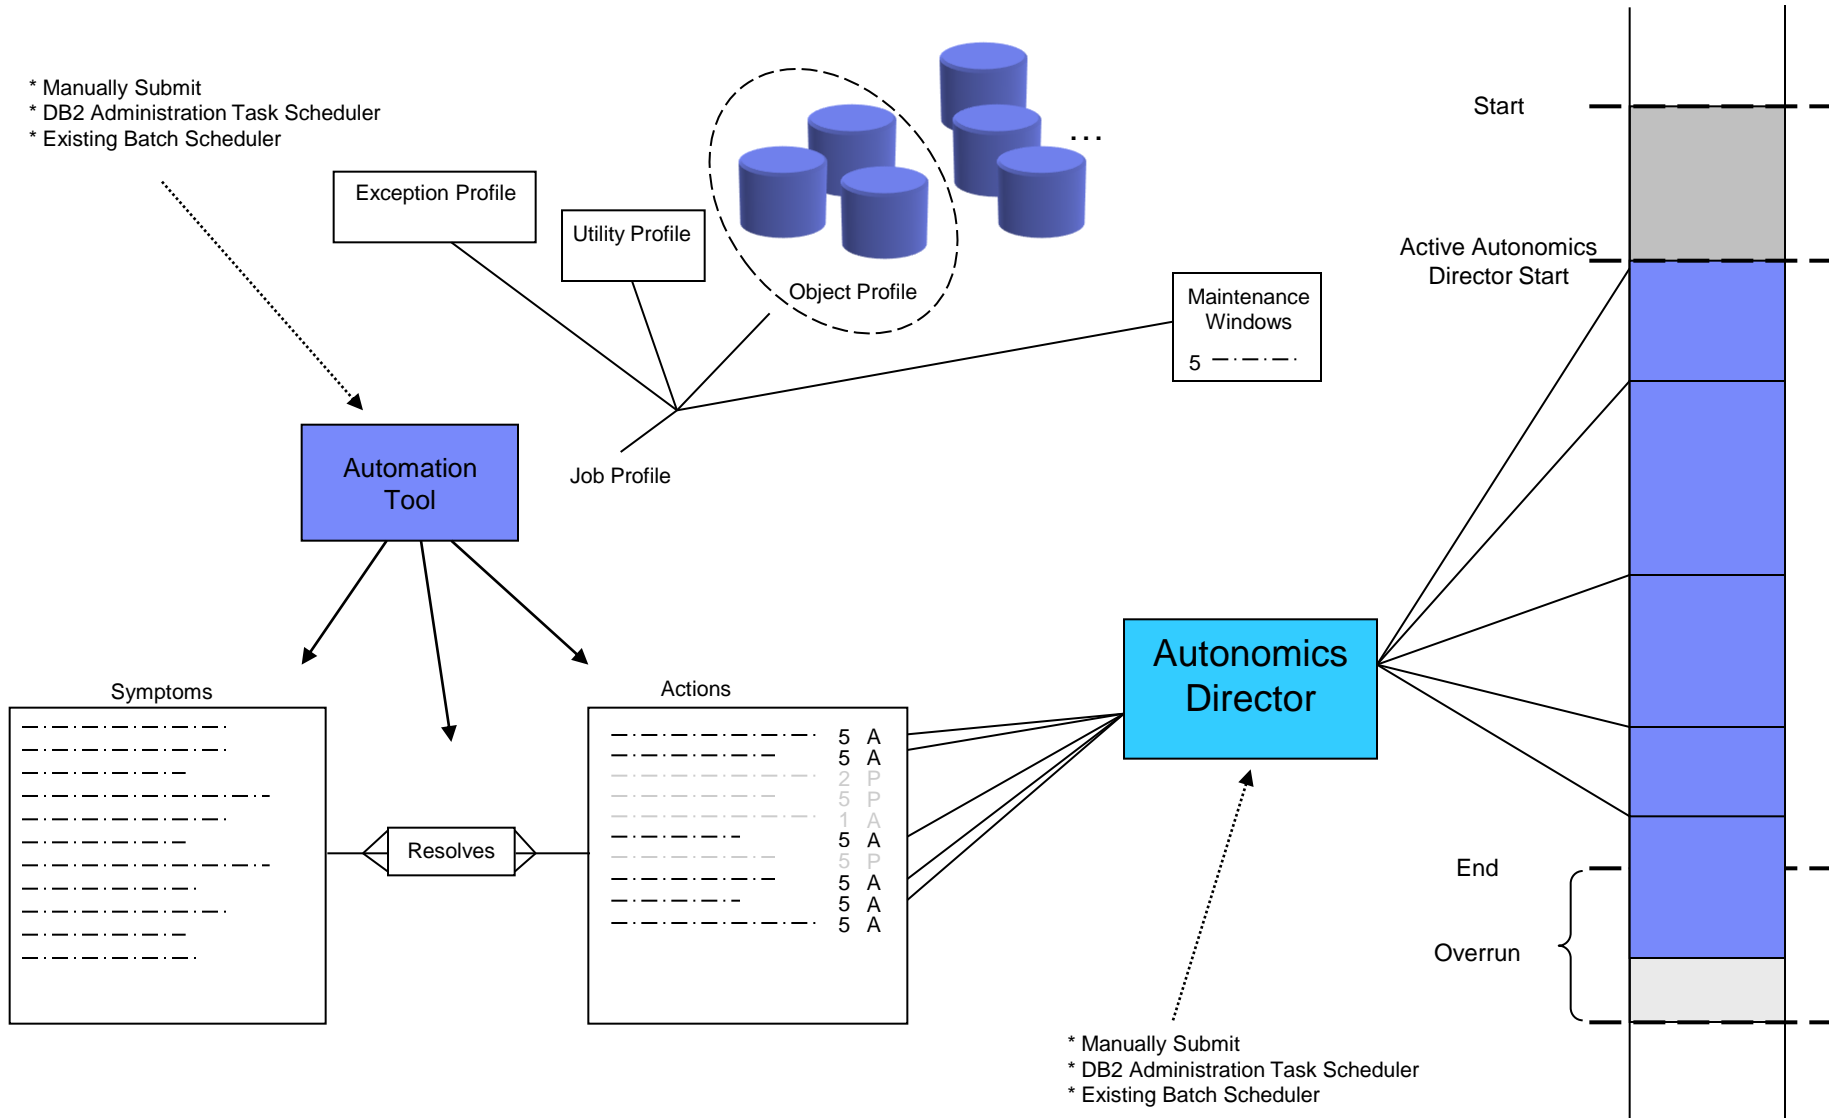 * Manually Submit
* DB2 Administration Task Scheduler
* Existing Batch Scheduler
Exception Profile
Utility Profile
Object Profile
...
Maintenance
Windows
5
Job Profile
Automation
Tool
Symptoms
Actions
5 A
5 A
2 P
5 P
1 A
5 A
5 P
5 A
5 A
5 A
Resolves
Autonomics
Director
* Manually Submit
* DB2 Administration Task Scheduler
* Existing Batch Scheduler
Start
Active Autonomics
Director Start
End
Overrun